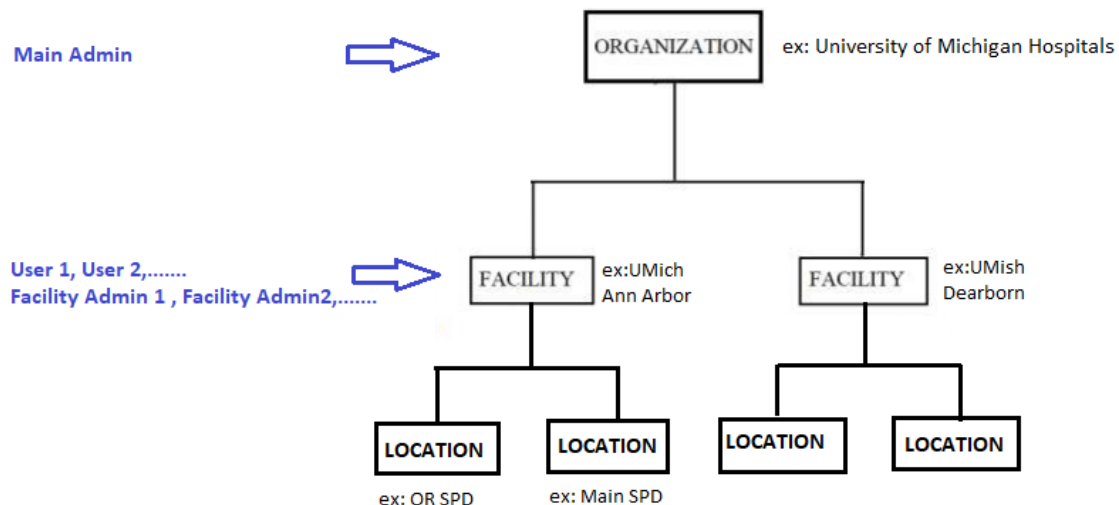 Main Admin
ORGANIZATION
ex: University of Michigan Hospitals
User 1, User 2,.......
Facility Admin 1 , Facility Admin2,.......
FACILITY
ex:UMich
Ann Arbor
FACILITY
ex:UMish
Dearborn
LOCATION
LOCATION
LOCATION
LOCATION
ex: OR SPD
ex: Main SPD